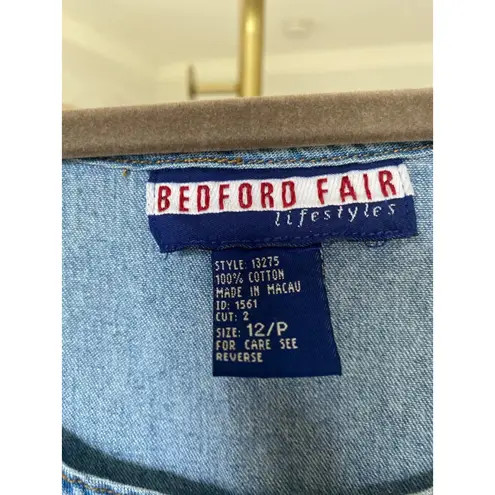 BEDFORD FAIR
lifestyles
STYLE: 13275
100% COTTON
MADE IN MACAU
ID: 1561
CUT: 2
SIZE: 12/P
FOR CARE SEE
REVERSE